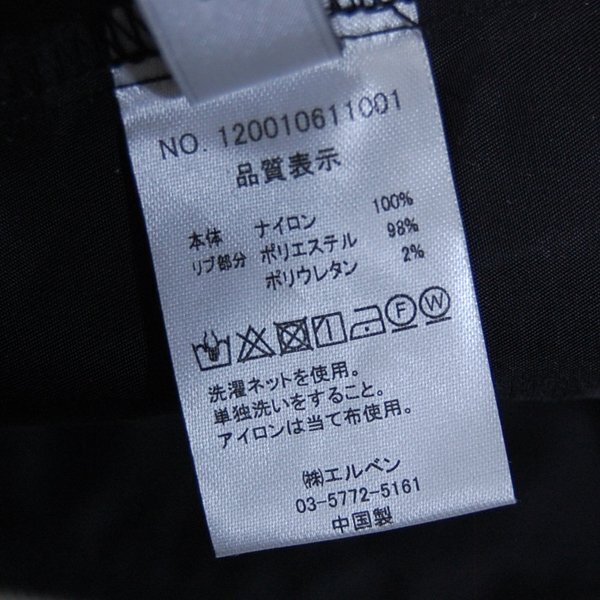 NO. 120010611001
品質表示
本体 ナイロン 100%
リブ部分 ポリエステル 98%
ポリウレタン 2%
F W
洗濯ネットを使用。
単独洗いをすること。
アイロンは当て布使用。
㈱エルベン
03-5772-5161
中国製